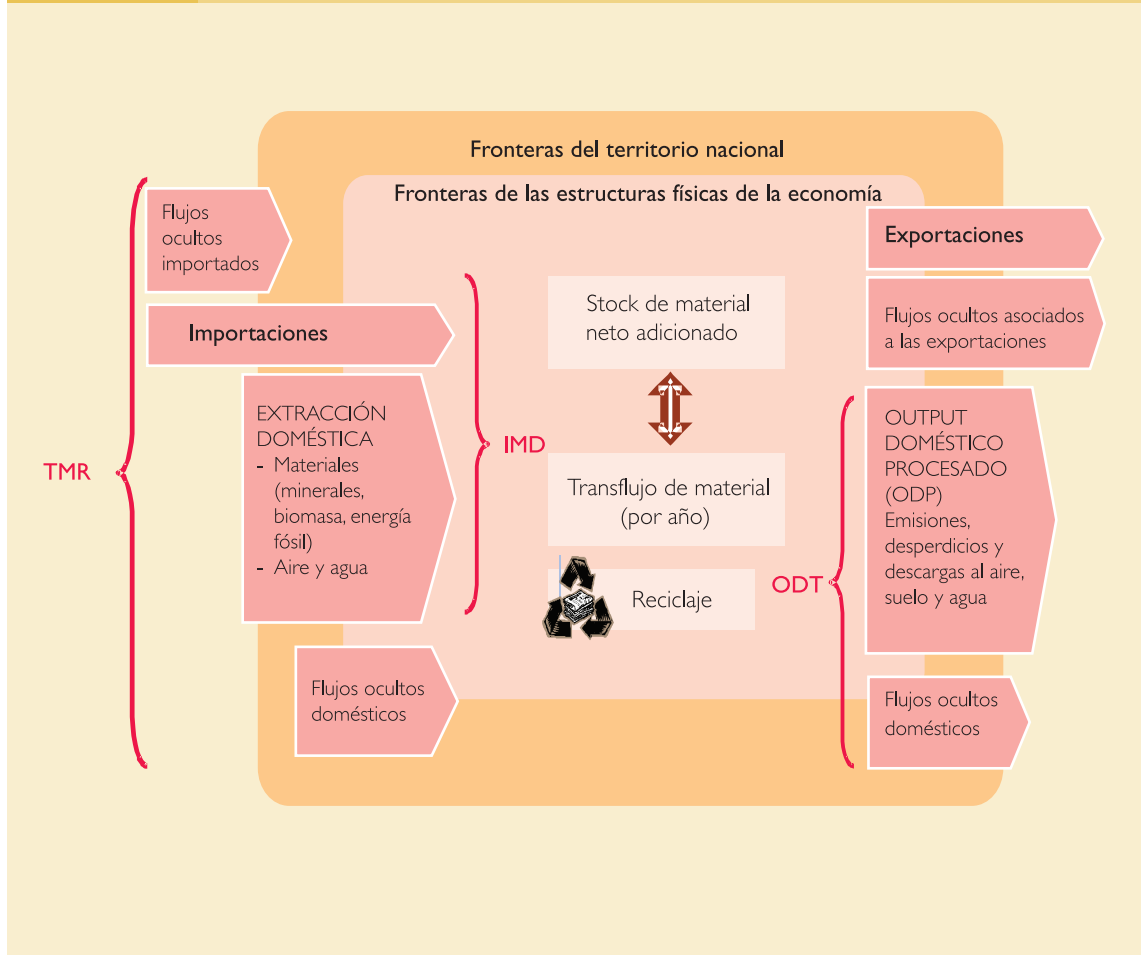 Fronteras del territorio nacional
Fronteras de las estructuras físicas de la economía
TMR
Flujos
ocultos
importados
Importaciones
EXTRACCIÓN
DOMÉSTICA
- Materiales
(minerales,
biomasa, energía
fósil)
- Aire y agua
Flujos ocultos
domésticos
IMD
Stock de material
neto adicionado
Transflujo de material
(por año)
Reciclaje
ODT
Exportaciones
Flujos ocultos asociados
a las exportaciones
OUTPUT
DOMÉSTICO
PROCESADO
(ODP)
Emisiones,
desperdicios y
descargas al aire,
suelo y agua
Flujos ocultos
domésticos